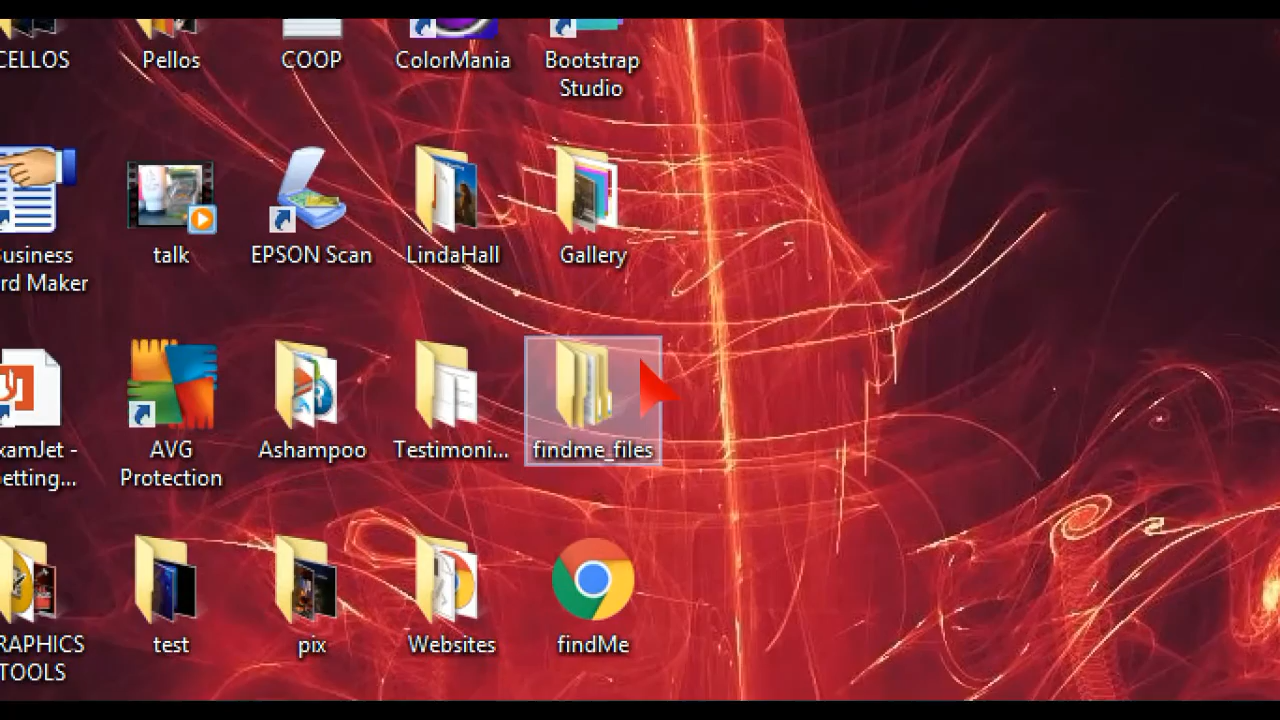 CELLOS
Pellos
COOP
ColorMania
Bootstrap
Studio
usiness
rd Maker
talk
EPSON Scan
LindaHall
Gallery
xamJet -
etting...
AVG
Protection
Ashampoo
Testimoni...
findme_files
RAPHICS
TOOLS
test
pix
Websites
findMe